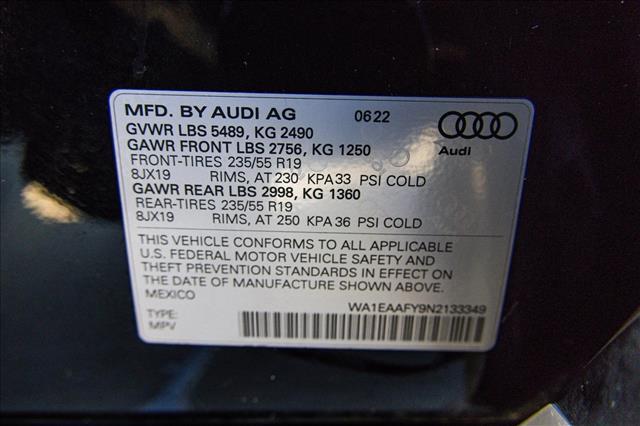 MFD. BY AUDI AG 0622
GVWR LBS 5489, KG 2490
GAWR FRONT LBS 2756, KG 1250
Audi
FRONT-TIRES 235/55 R19
8JX19 RIMS, AT 230 KPA 33 PSI COLD
GAWR REAR LBS 2998, KG 1360
REAR-TIRES 235/55 R19
8JX19 RIMS, AT 250 KPA 36 PSI COLD
THIS VEHICLE CONFORMS TO ALL APPLICABLE
U.S. FEDERAL MOTOR VEHICLE SAFETY AND
THEFT PREVENTION STANDARDS IN EFFECT ON
THE DATE OF MANUFACTURE SHOWN ABOVE.
MEXICO
WA1EAAFY9N2133349
TYPE:
MPV